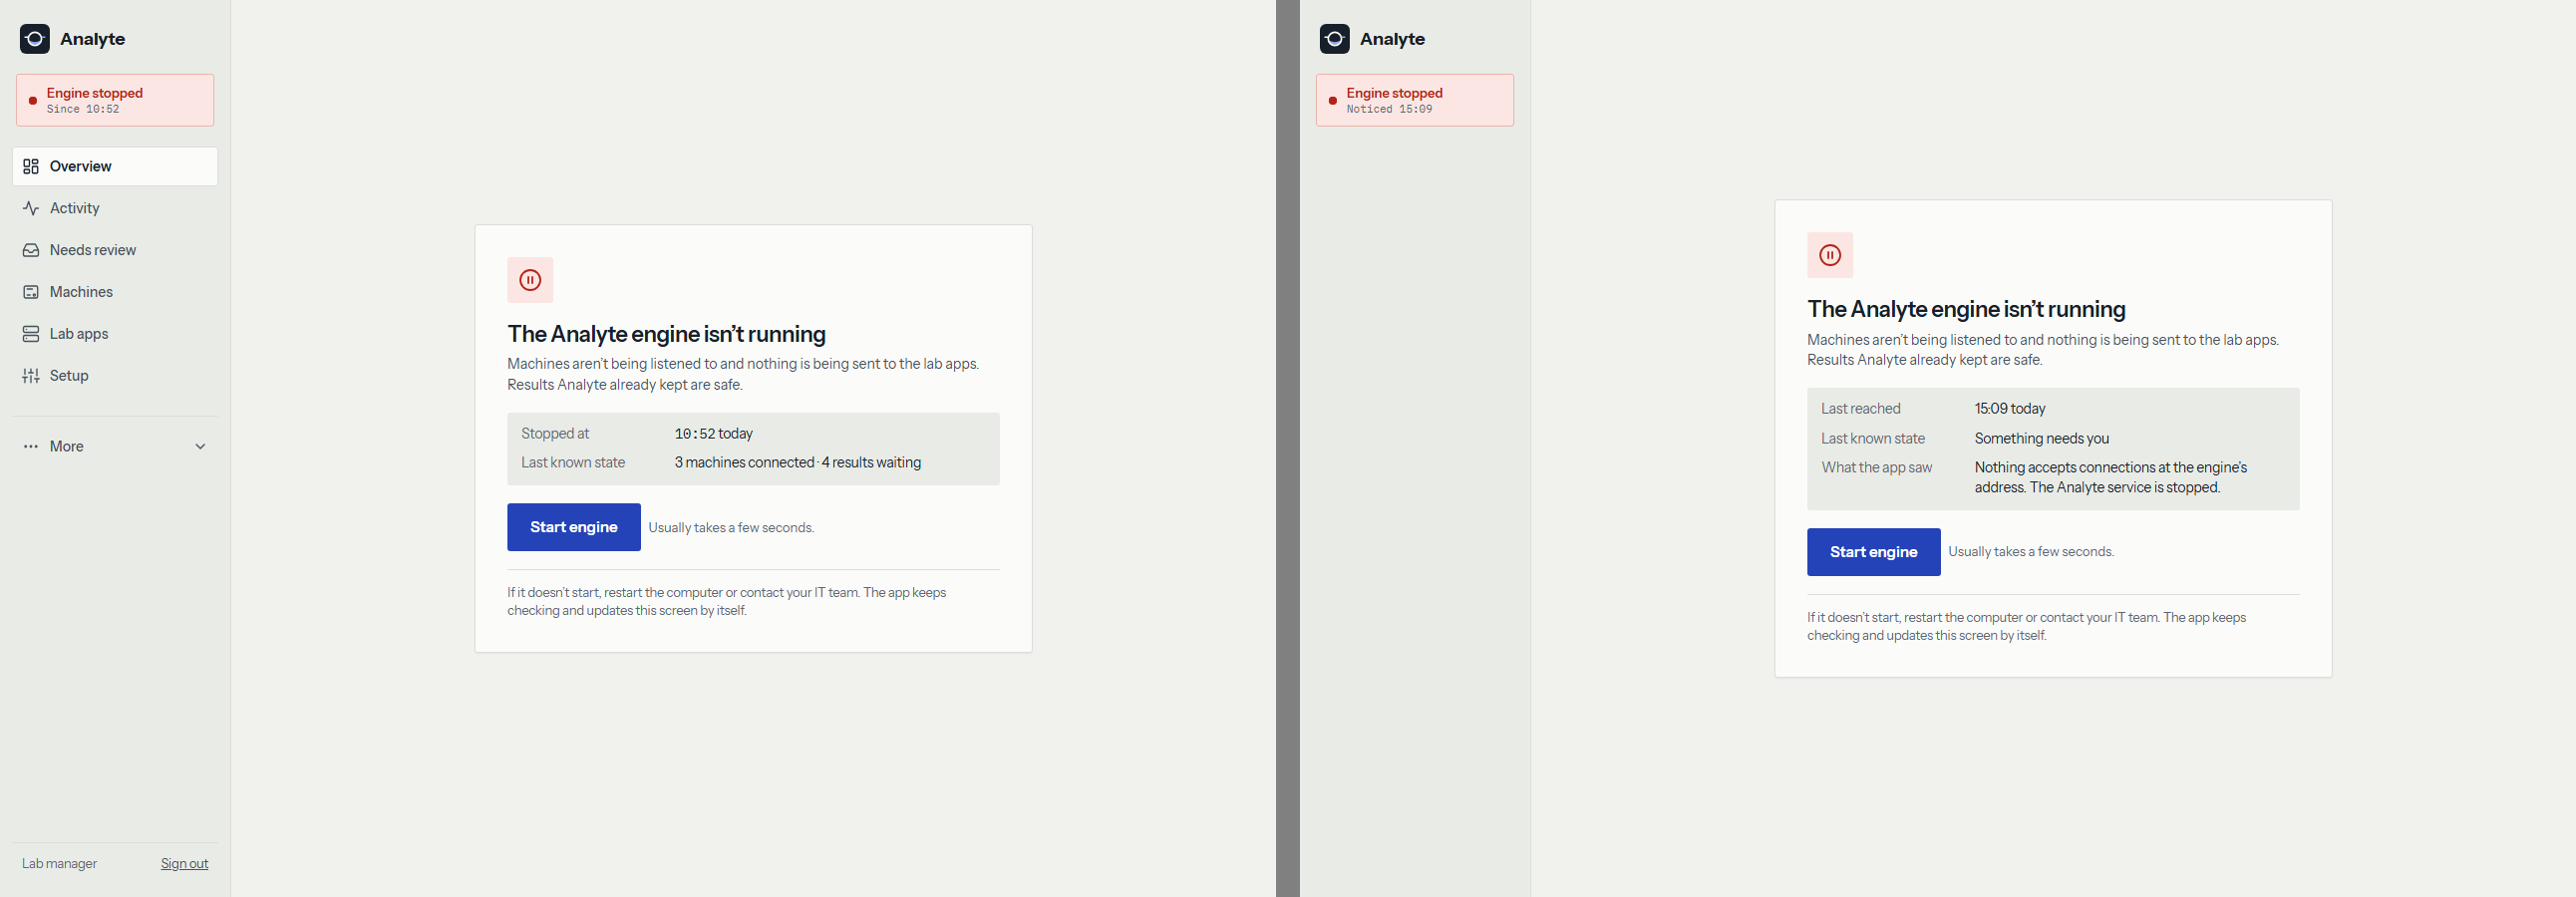 Analyte
Engine stopped
Since 10:52
Overview
Activity
Needs review
Machines
Lab apps
Setup
More
Lab manager
Sign out
The Analyte engine isn’t running
Machines aren’t being listened to and nothing is being sent to the lab apps.
Results Analyte already kept are safe.
Stopped at 10:52 today
Last known state 3 machines connected · 4 results waiting
Start engine Usually takes a few seconds.
If it doesn’t start, restart the computer or contact your IT team. The app keeps
checking and updates this screen by itself.
Analyte
Engine stopped
Noticed 15:09
The Analyte engine isn’t running
Machines aren’t being listened to and nothing is being sent to the lab apps.
Results Analyte already kept are safe.
Last reached 15:09 today
Last known state Something needs you
What the app saw Nothing accepts connections at the engine’s
address. The Analyte service is stopped.
Start engine Usually takes a few seconds.
If it doesn’t start, restart the computer or contact your IT team. The app keeps
checking and updates this screen by itself.